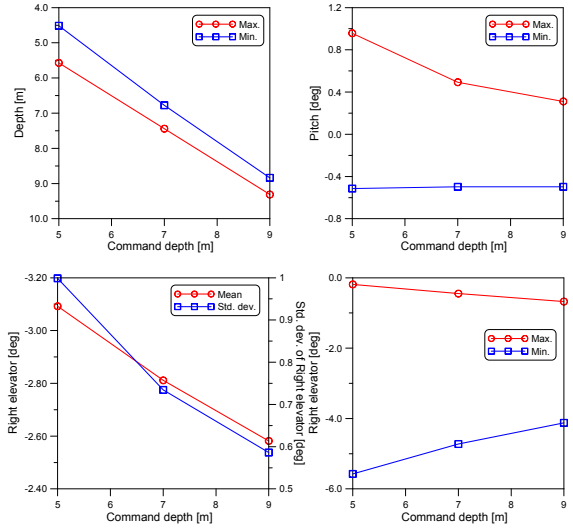 4.0
5.0
6.0
7.0
8.0
9.0
10.0
Depth [m]
5
6
7
8
9
Command depth [m]
Max.
Min.
1.2
0.8
0.4
0.0
-0.4
-0.8
Pitch [deg]
5
6
7
8
9
Command depth [m]
Max.
Min.
-3.20
-3.00
-2.80
-2.60
-2.40
Right elevator [deg]
5
6
7
8
9
Command depth [m]
Mean
Std. dev.
1
0.9
0.8
0.7
0.6
0.5
Std. dev. of Right elevator [deg]
0.0
-2.0
-4.0
-6.0
Right elevator [deg]
5
6
7
8
9
Command depth [m]
Max.
Min.